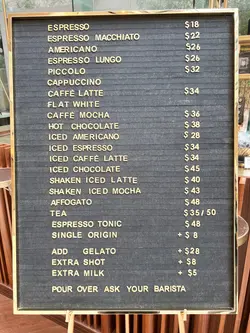 ESPRESSO $18
ESPRESSO MACCHIATO $22
AMERICANO $26
ESPRESSO LUNGO $26
PICCOLO $32
CAPPUCCINO
CAFFÈ LATTE $34
FLAT WHITE
CAFFÈ MOCHA $36
HOT CHOCOLATE $38
ICED AMERICANO $28
ICED ESPRESSO $34
ICED CAFFÈ LATTE $34
ICED CHOCOLATE $45
SHAKEN ICED LATTE $40
SHAKEN ICED MOCHA $43
AFFOGATO $48
TEA $35/50
ESPRESSO TONIC $48
SINGLE ORIGIN + $8
ADD GELATO + $28
EXTRA SHOT + $8
EXTRA MILK + $5
POUR OVER ASK YOUR BARISTA